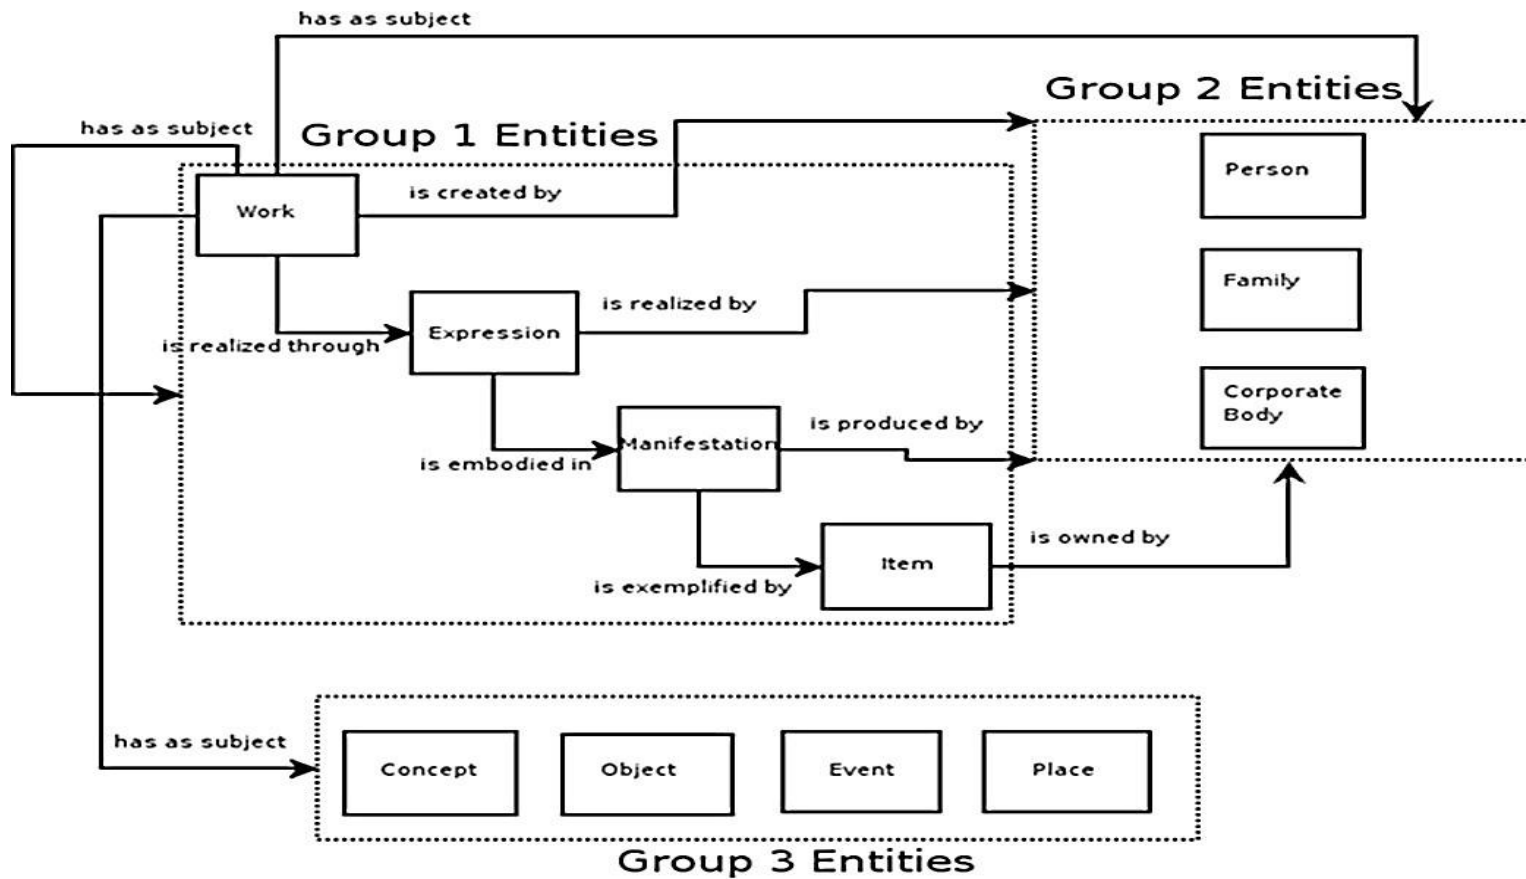 has as subject
Group 2 Entities
has as subject
Group 1 Entities
Person
is created by
Work
Family
is realized by
Expression
is realized through
Corporate
Body
is produced by
Manifestation
is embodied in
is owned by
Item
is exemplified by
has as subject
Concept
Object
Event
Place
Group 3 Entities